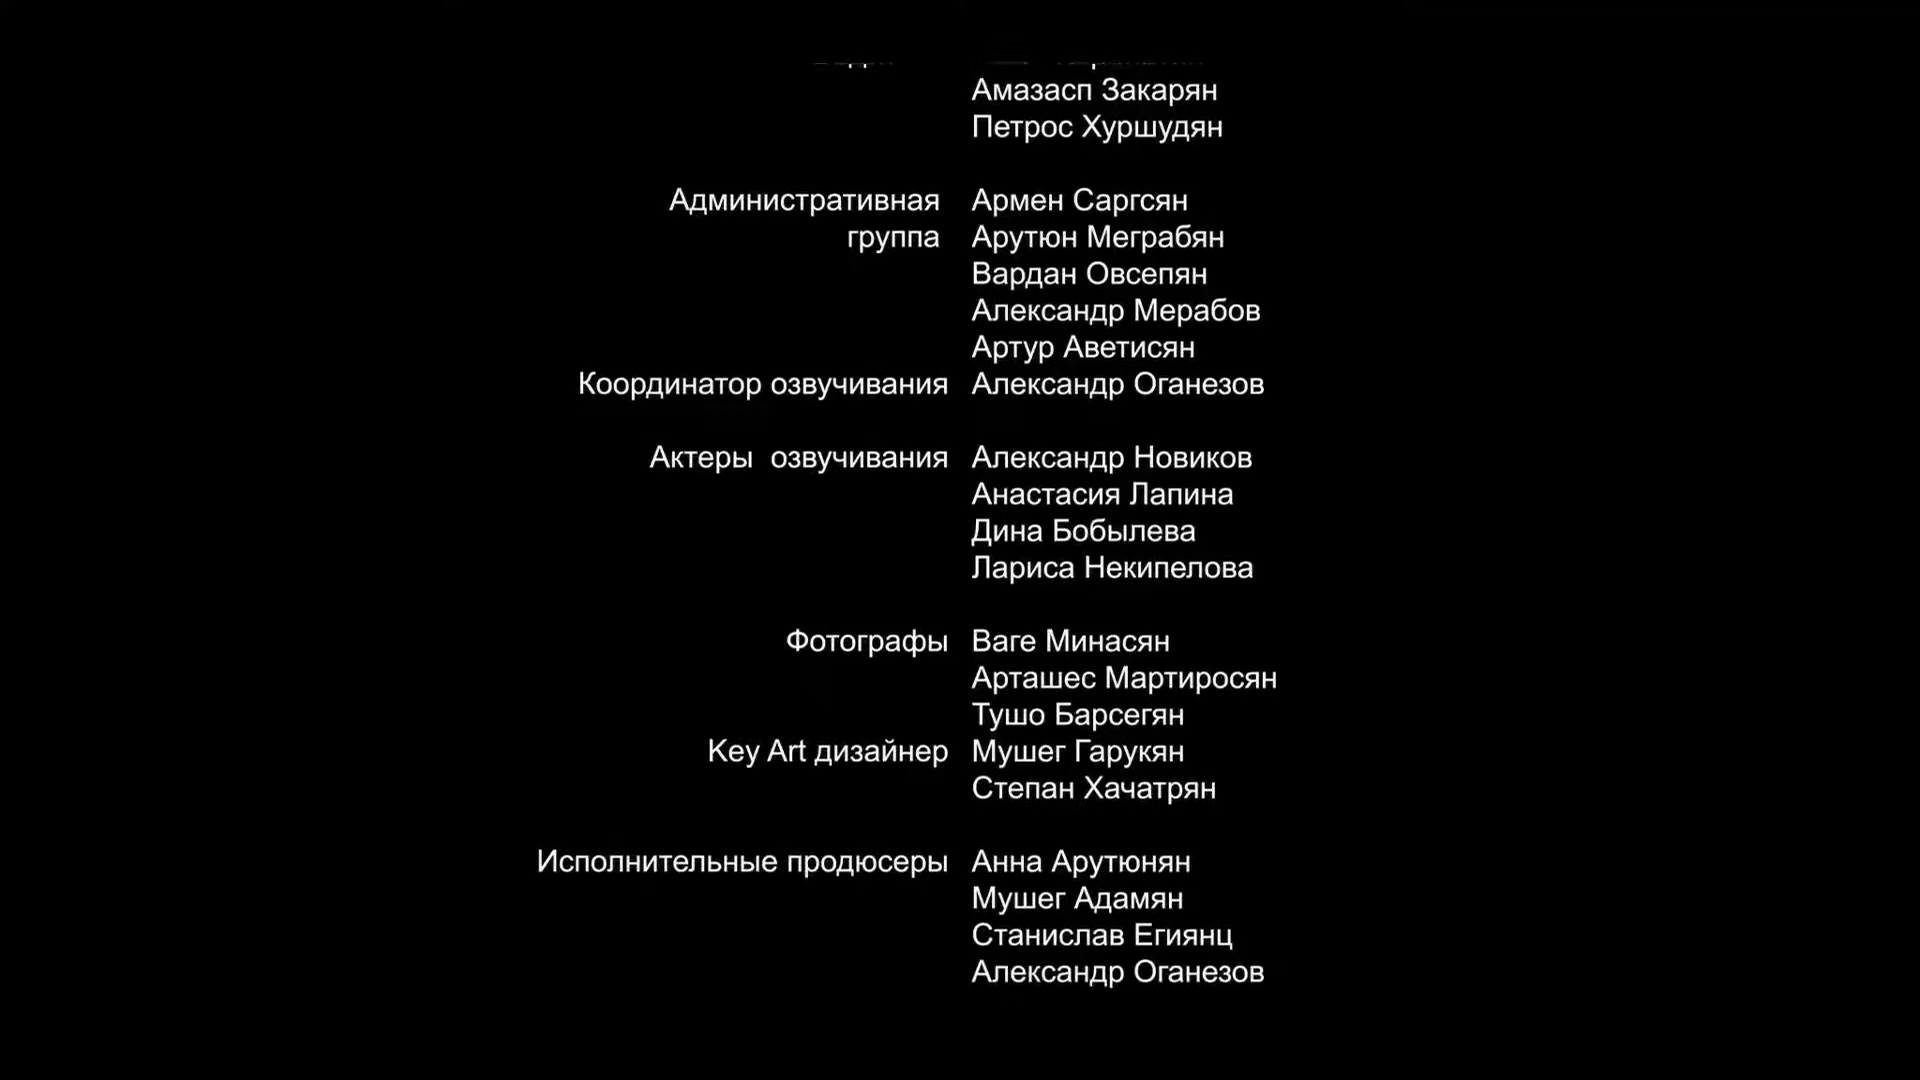 Амазасп Закарян
Петрос Хуршудян
Административная Армен Саргсян
группа Арутюн Меграбян
Вардан Овсепян
Александр Мерабов
Артур Аветисян
Координатор озвучивания Александр Оганезов
Актеры озвучивания Александр Новиков
Анастасия Лапина
Дина Бобылева
Лариса Некипелова
Фотографы Ваге Минасян
Арташес Мартиросян
Тушо Барсегян
Key Art дизайнер Мушег Гарукян
Степан Хачатрян
Исполнительные продюсеры Анна Арутюнян
Мушег Адамян
Станислав Егиянц
Александр Оганезов